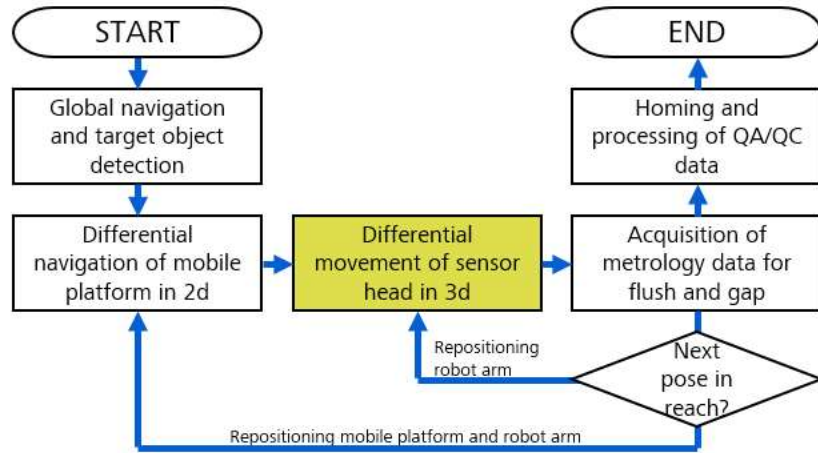 START
Global navigation
and target object
detection
Differential
navigation of mobile
platform in 2d
Differential
movement of sensor
head in 3d
Acquisition of
metrology data for
flush and gap
Homing and
processing of QA/QC
data
END
Next
pose in
reach?
Repositioning
robot arm
Repositioning mobile platform and robot arm